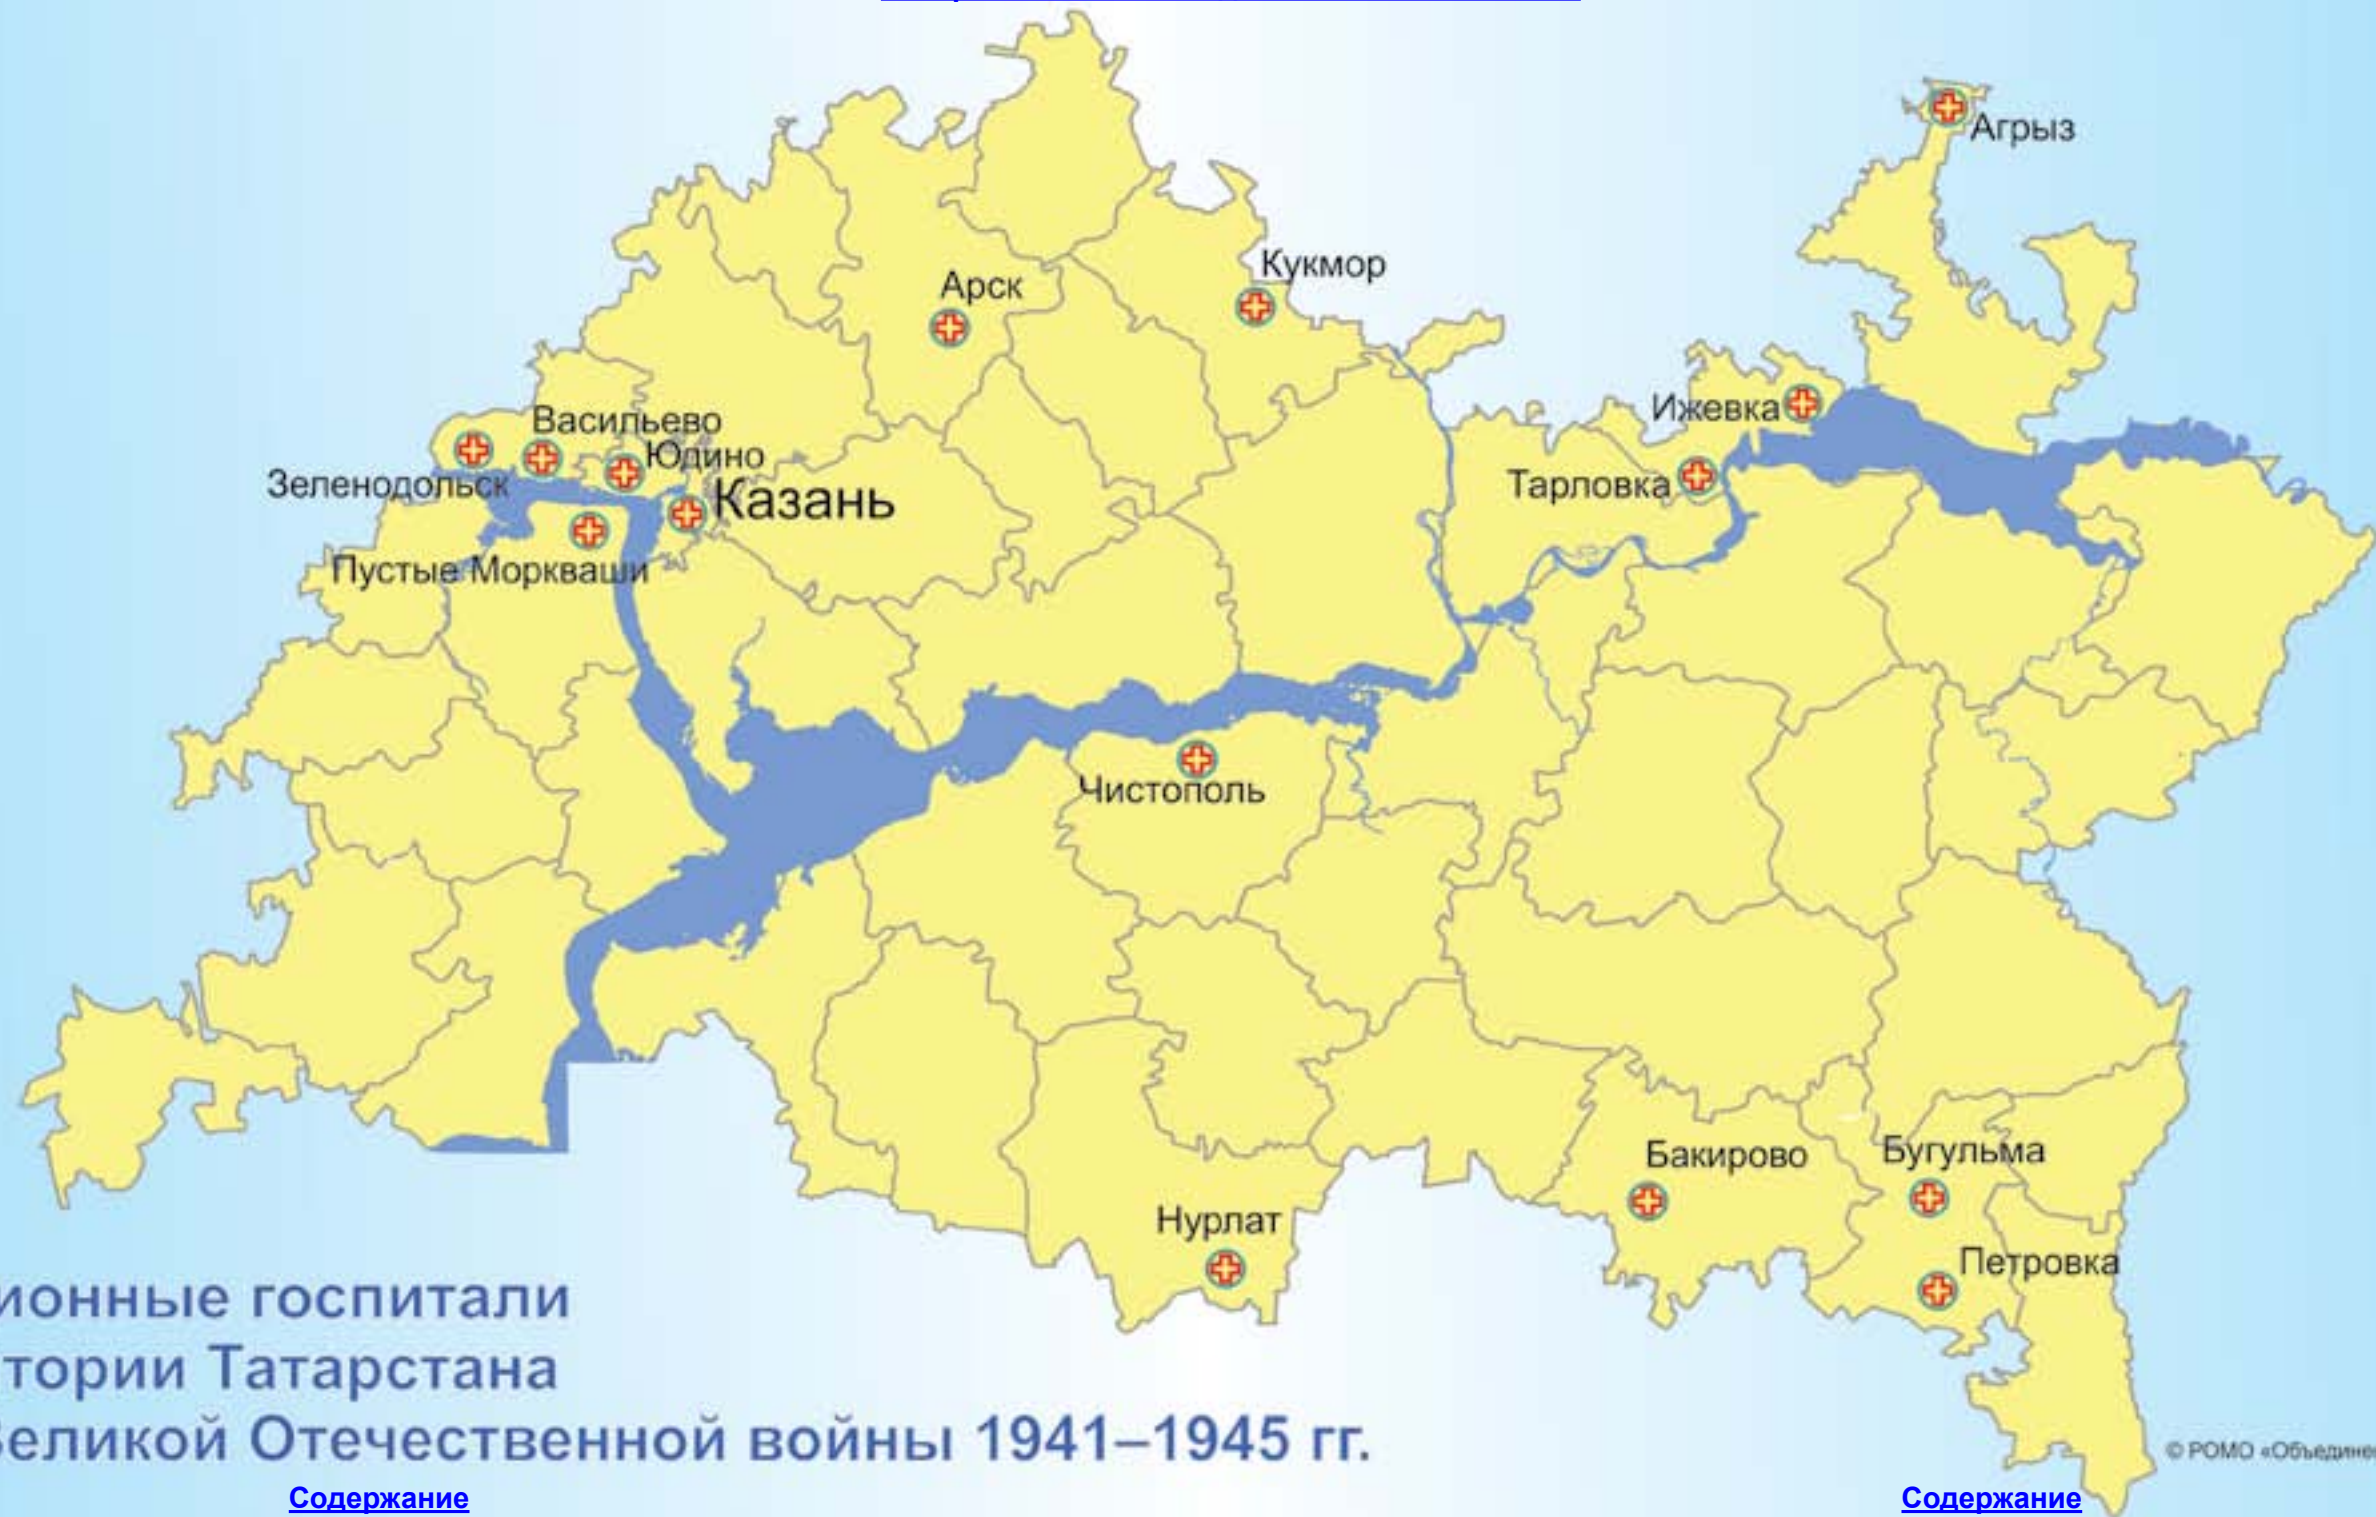 Агрыз
Кукмор
Арск
Ижевка
Васильево
Юдино
Тарловка
Зеленодольск
Казань
Пустые Моркваши
Чистополь
Бакирово
Бугульма
Нурлат
Петровка
ионные госпитали
тории Татарстана
Великой Отечественной войны 1941–1945 гг.
© РОМО «Объедине
Содержание
Содержание